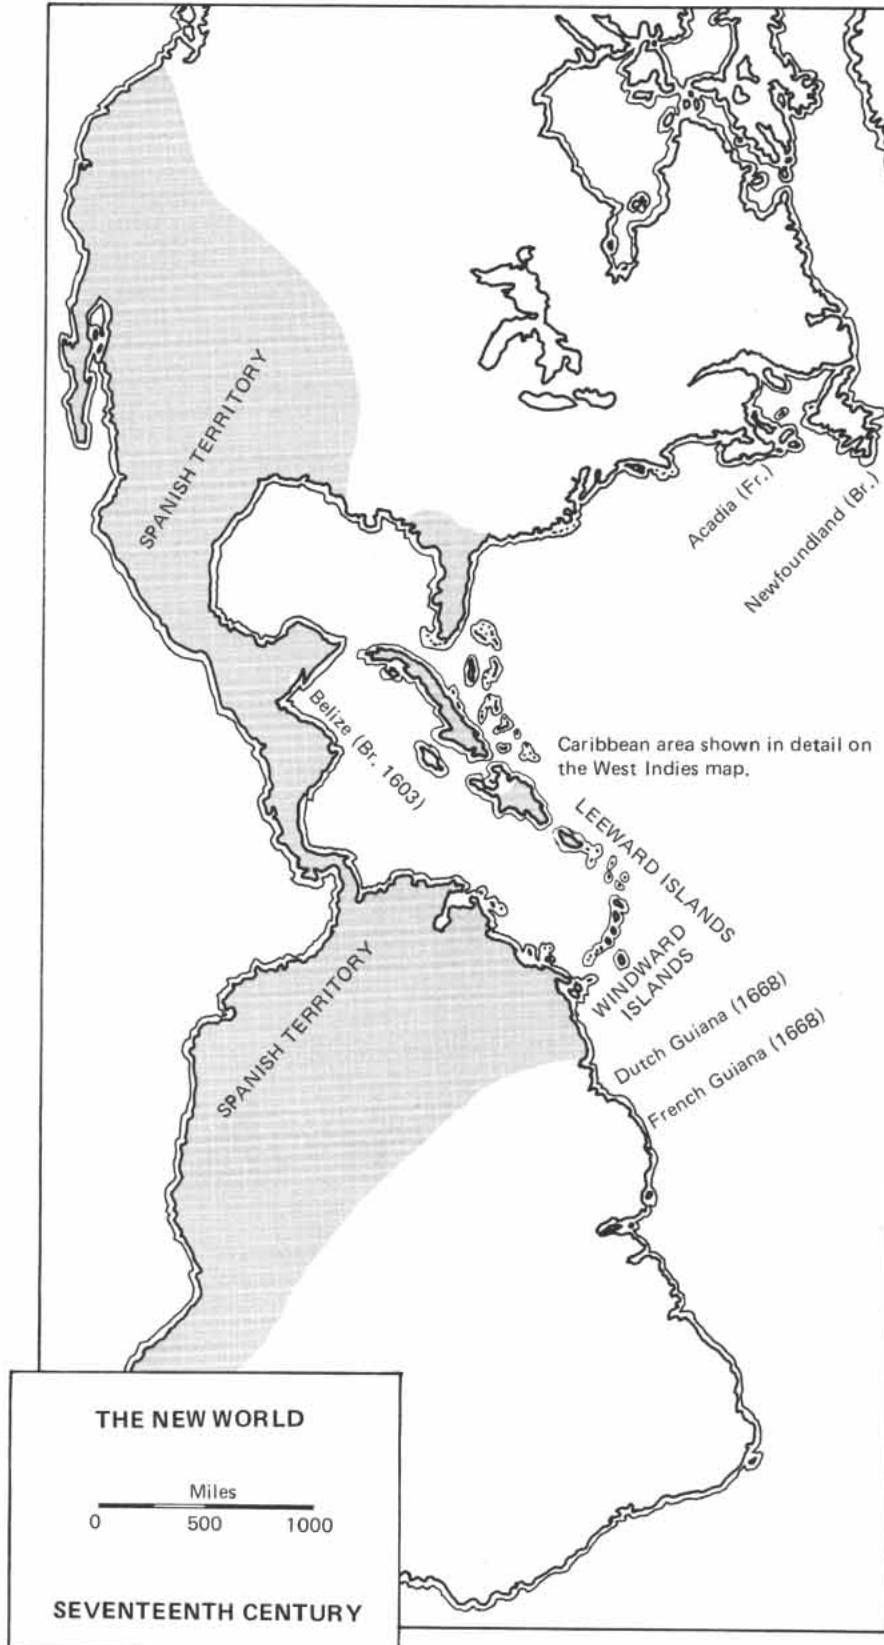 SPANISH TERRITORY
Acadia (Fr.)
Newfoundland (Br.)
Belize (Br. 1603)
Caribbean area shown in detail on
the West Indies map.
LEEWARD ISLANDS
WINDWARD
ISLANDS
SPANISH TERRITORY
Dutch Guiana (1668)
French Guiana (1668)
THE NEW WORLD
Miles
0 500 1000
SEVENTEENTH CENTURY